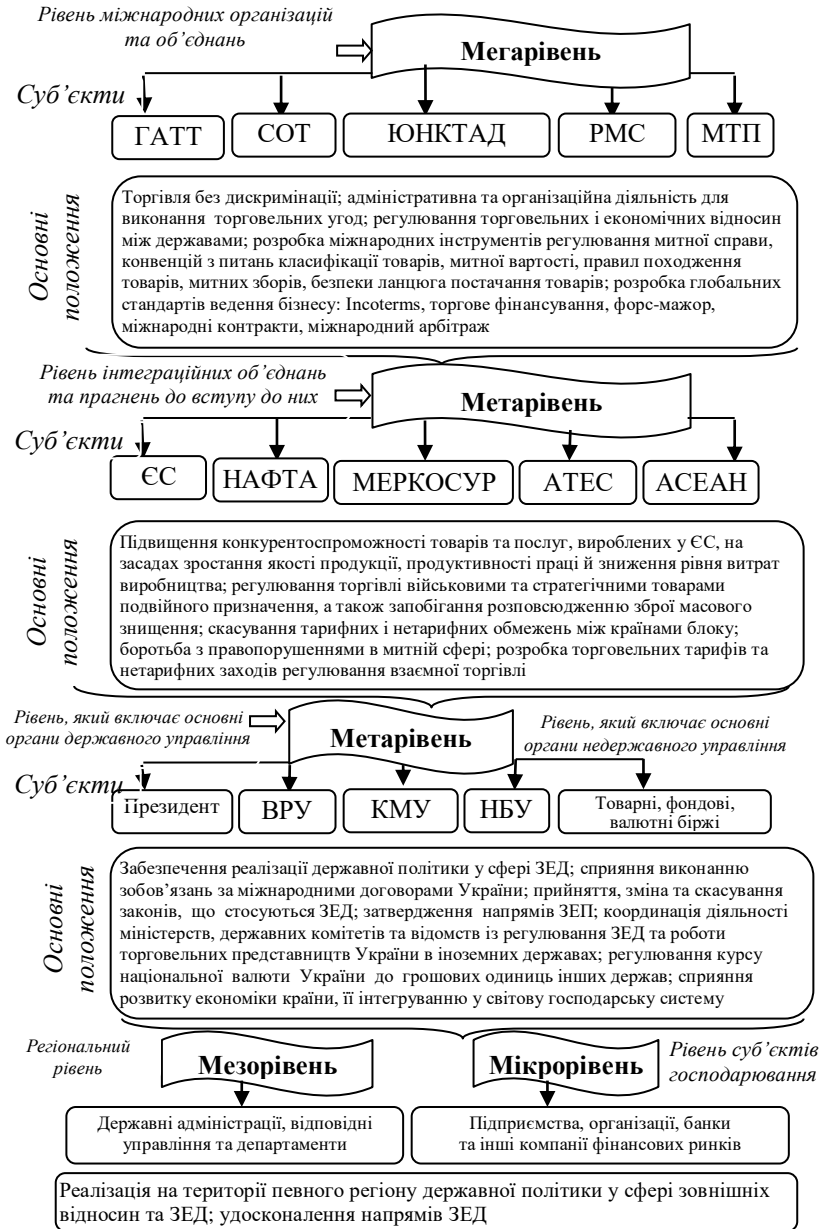 Рівень міжнародних організацій
та об’єднань
Мегарівень
Суб’єкти
ГАТТ
СОТ
ЮНКТАД
РМС
МТП
Основні
положення
Торгівля без дискримінації; адміністративна та організаційна діяльність для
виконання торговельних угод; регулювання торговельних і економічних відносин
між державами; розробка міжнародних інструментів регулювання митної справи,
конвенцій з питань класифікації товарів, митної вартості, правил походження
товарів, митних зборів, безпеки ланцюга постачання товарів; розробка глобальних
стандартів ведення бізнесу: Incoterms, торгове фінансування, форс-мажор,
міжнародні контракти, міжнародний арбітраж
Рівень інтеграційних об’єднань
та прагнень до вступу до них
Метарівень
Суб’єкти
ЄС
НАФТА
МЕРКОСУР
АТЕС
АСЕАН
Основні
положення
Підвищення конкурентоспроможності товарів та послуг, вироблених у ЄС, на
засадах зростання якості продукції, продуктивності праці й зниження рівня витрат
виробництва; регулювання торгівлі військовими та стратегічними товарами
подвійного призначення, а також запобігання розповсюдженню зброї масового
знищення; скасування тарифних і нетарифних обмежень між країнами блоку;
боротьба з правопорушеннями в митній сфері; розробка торговельних тарифів та
нетарифних заходів регулювання взаємної торгвлі
Рівень, який включає основні
органи державного управління
Метарівень
Рівень, який включає основні
органи недержавного управління
Суб’єкти
Президент
ВРУ
КМУ
НБУ
Товарні, фондові,
валютні біржі
Основні
положення
Забезпечення реалізації державної політики у сфері ЗЕД; сприяння виконанню
зобов’язань за міжнародними договорами України; прийняття, зміна та скасування
законів, що стосуються ЗЕД; затвердження напрямів ЗЕП; координація діяльності
міністерств, державних комітетів та відомств із регулювання ЗЕД та роботи
торговельних представництв України в іноземних державах; регулювання курсу
національної валюти України до грошових одиниць інших держав; сприяння
розвитку економіки країни, її інтегруванню у світову господарську систему
Регіональний
рівень
Мезорівень
Мікрорівень
Рівень суб’єктів
господарювання
Державні адміністрації, відповідні
управління та департаменти
Підприємства, організації, банки
та інші компанії фінансових ринків
Реалізація на території певного регіону державної політики у сфері зовнішніх
відносин та ЗЕД; удосконалення напрямів ЗЕД